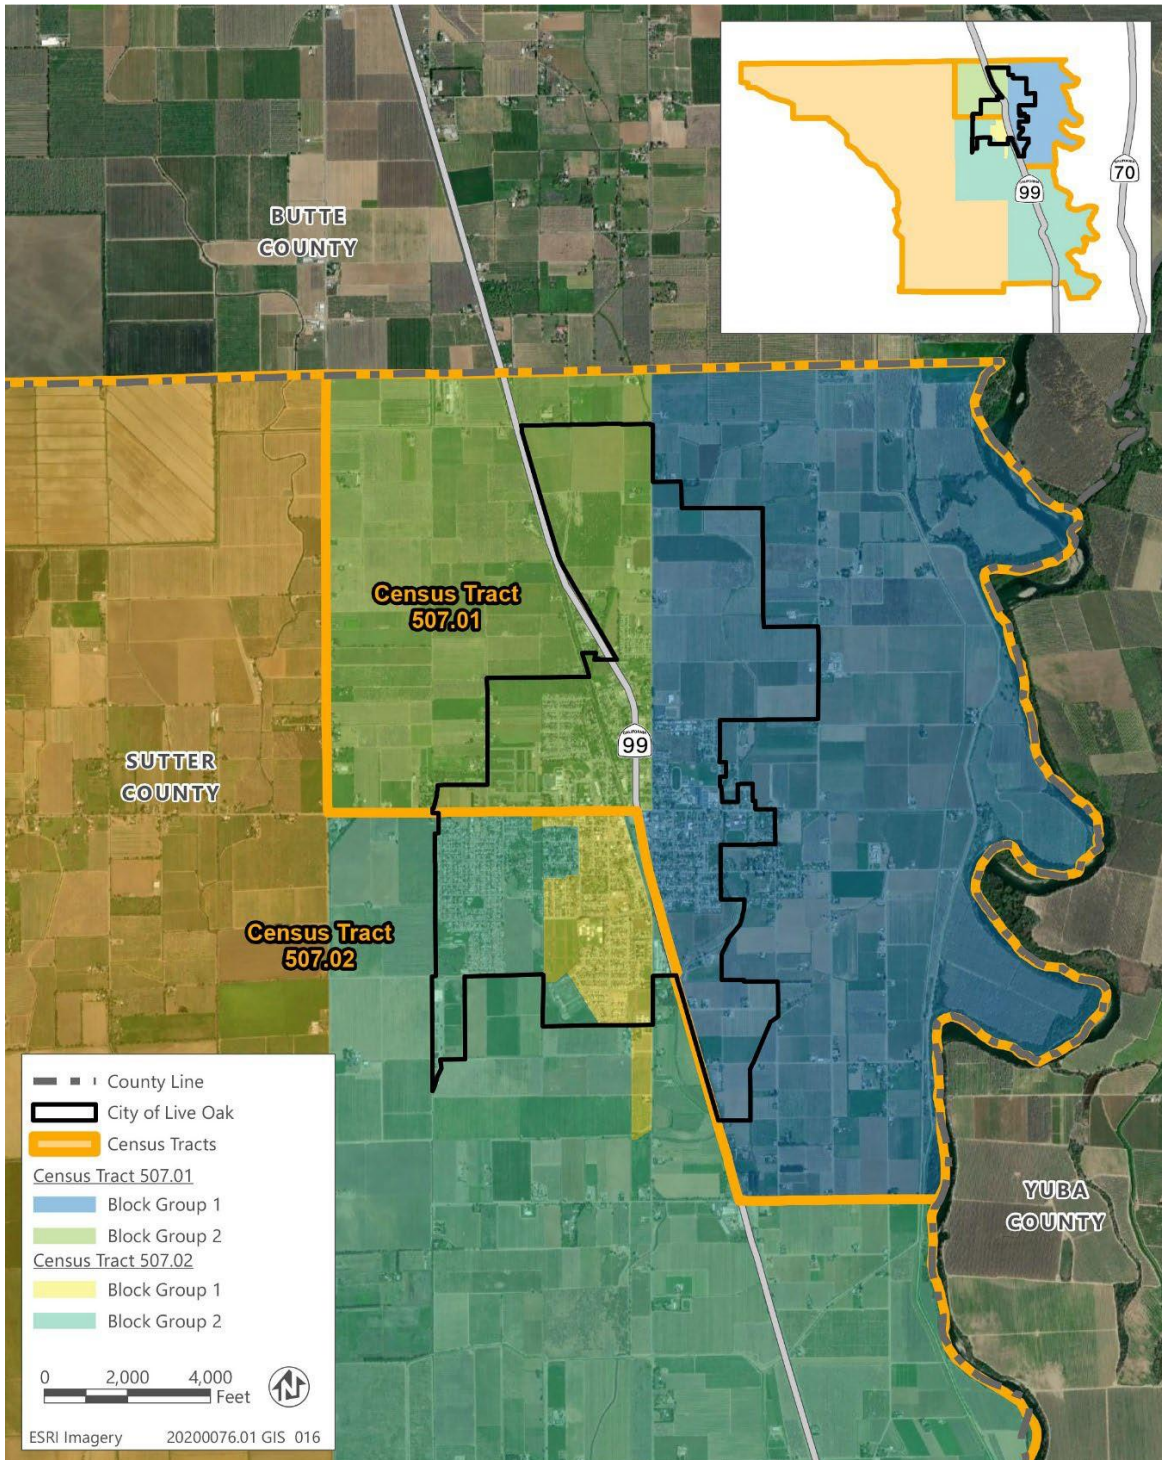 BUTTE
COUNTY
CALIFORNIA
70
CALIFORNIA
99
Census Tract
507.01
CALIFORNIA
99
SUTTER
COUNTY
Census Tract
507.02
County Line
City of Live Oak
Census Tracts
Census Tract 507.01
Block Group 1
Block Group 2
Census Tract 507.02
Block Group 1
Block Group 2
0 2,000 4,000
Feet
N
ESRI Imagery 20200076.01 GIS 016
YUBA
COUNTY